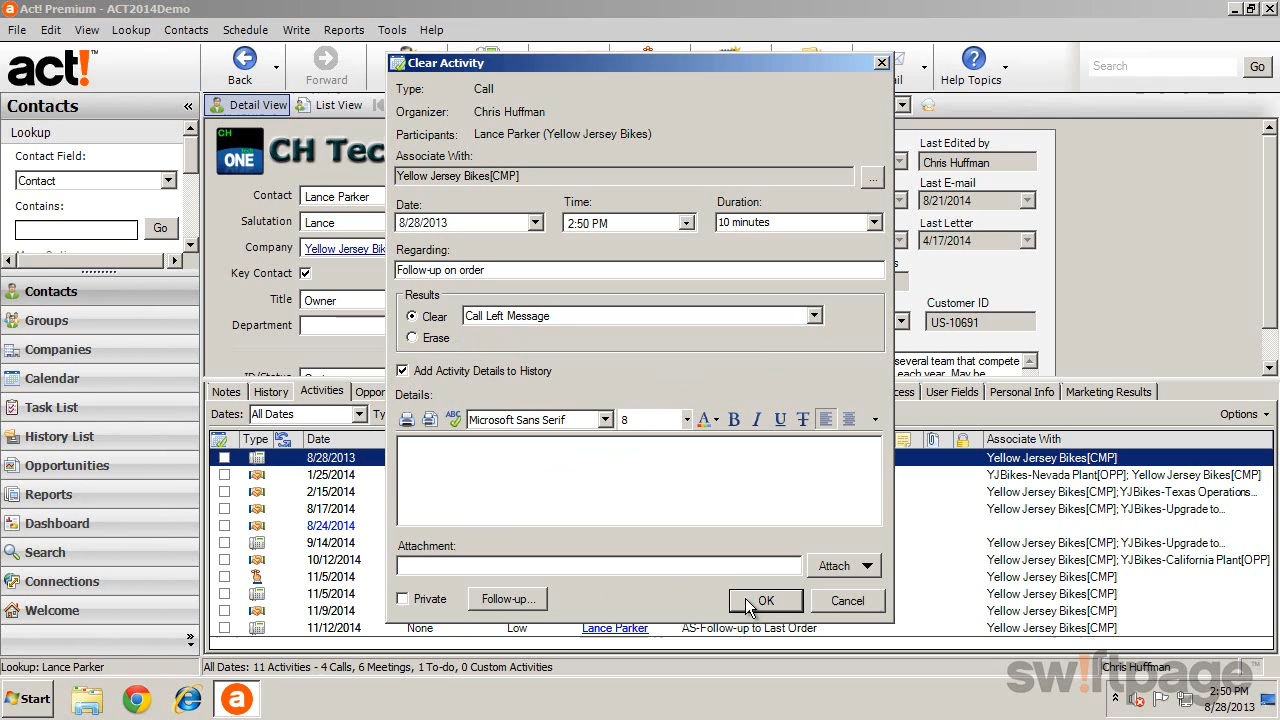 Act! Premium - ACT2014Demo
File Edit View Lookup Contacts Schedule Write Reports Tools Help
act!™
Back
Forward
Help Topics
Search
Go
Contacts
Detail View
List View
Lookup
Contact Field:
Contact
Contains:
Go
Contacts
Groups
Companies
Calendar
Task List
History List
Opportunities
Reports
Dashboard
Search
Connections
Welcome
CH
ONE
CH Tec
Contact Lance Parker
Salutation Lance
Company Yellow Jersey Bik
Key Contact
Title Owner
Department
Last Edited by
Chris Huffman
Last E-mail
8/21/2014
Last Letter
4/17/2014
Customer ID
US-10691
several team that compete
each year. May be
Clear Activity
Type: Call
Organizer: Chris Huffman
Participants: Lance Parker (Yellow Jersey Bikes)
Associate With:
Yellow Jersey Bikes[CMP]
...
Date: Time: Duration:
8/28/2013 2:50 PM 10 minutes
Regarding:
Follow-up on order
Results
Clear Call Left Message
Erase
Add Activity Details to History
Details:
ABC Microsoft Sans Serif 8 A B I U T
Attachment:
Attach
Private Follow-up... OK Cancel
Notes History Activities Oppor
User Fields Personal Info Marketing Results
Dates: All Dates
Options
Type Date Associate With
8/28/2013 Yellow Jersey Bikes[CMP]
1/25/2014 YJBikes-Nevada Plant[OPP]; Yellow Jersey Bikes[CMP]
2/15/2014 Yellow Jersey Bikes[CMP]; YJBikes-Texas Operations...
8/17/2014 Yellow Jersey Bikes[CMP]; YJBikes-Upgrade to...
8/24/2014
9/14/2014 Yellow Jersey Bikes[CMP]; YJBikes-Upgrade to...
10/12/2014 Yellow Jersey Bikes[CMP]; YJBikes-California Plant[OPP]
11/5/2014 Yellow Jersey Bikes[CMP]
11/5/2014 Yellow Jersey Bikes[CMP]
11/9/2014 Yellow Jersey Bikes[CMP]
11/12/2014 None Low Lance Parker AS-Follow-up to Last Order Yellow Jersey Bikes[CMP]
Lookup: Lance Parker
All Dates: 11 Activities - 4 Calls, 6 Meetings, 1 To-do, 0 Custom Activities
Chris Huffman
sw!ftpage
Start
a
2:50 PM
8/28/2013